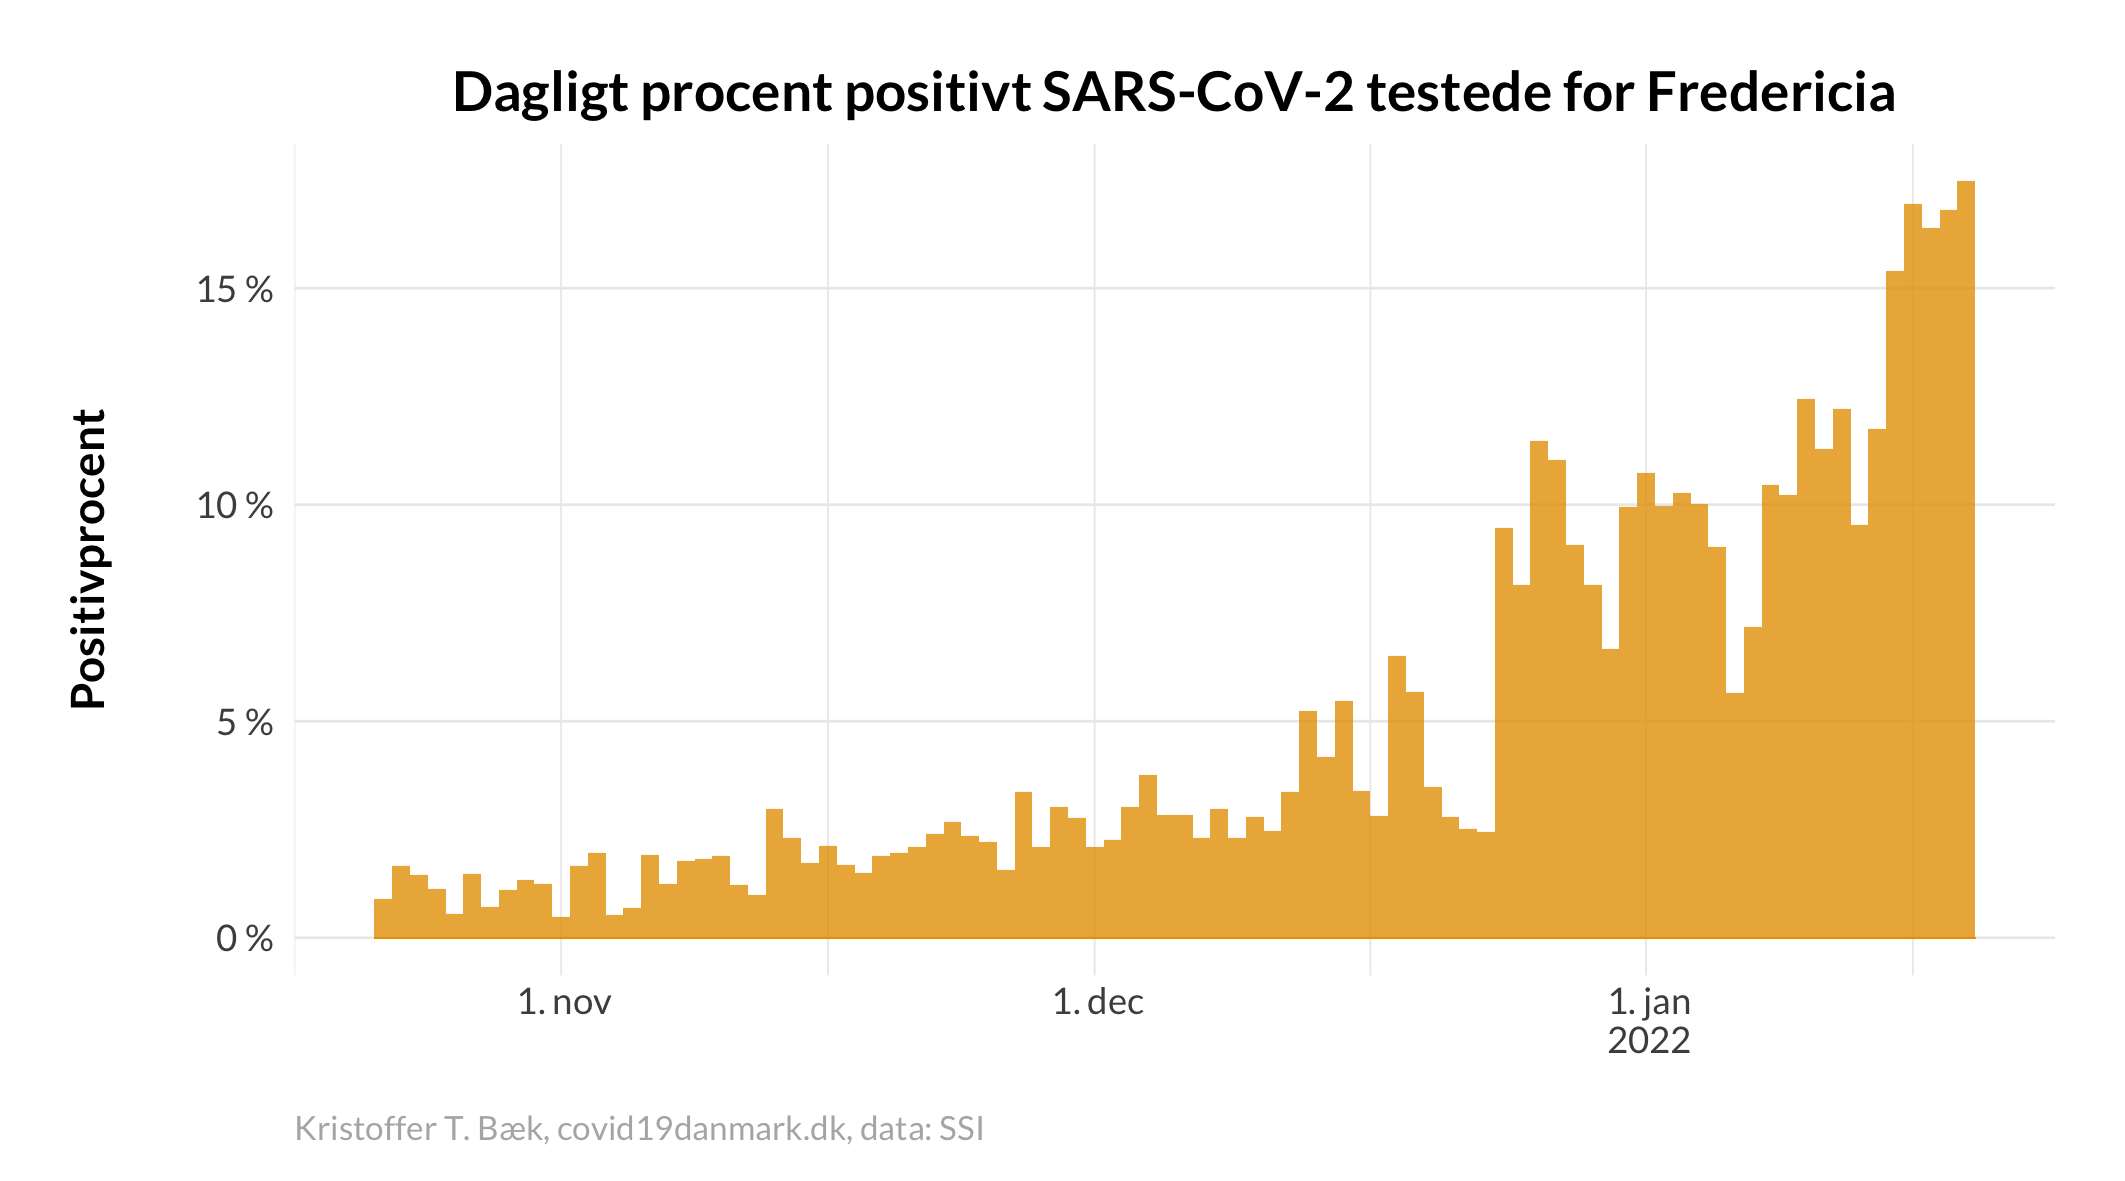 Dagligt procent positivt SARS-CoV-2 testede for Fredericia
Positivprocent
15 %
10 %
5 %
0 %
1. nov
1. dec
1. jan
2022
Kristoffer T. Bæk, covid19danmark.dk, data: SSI